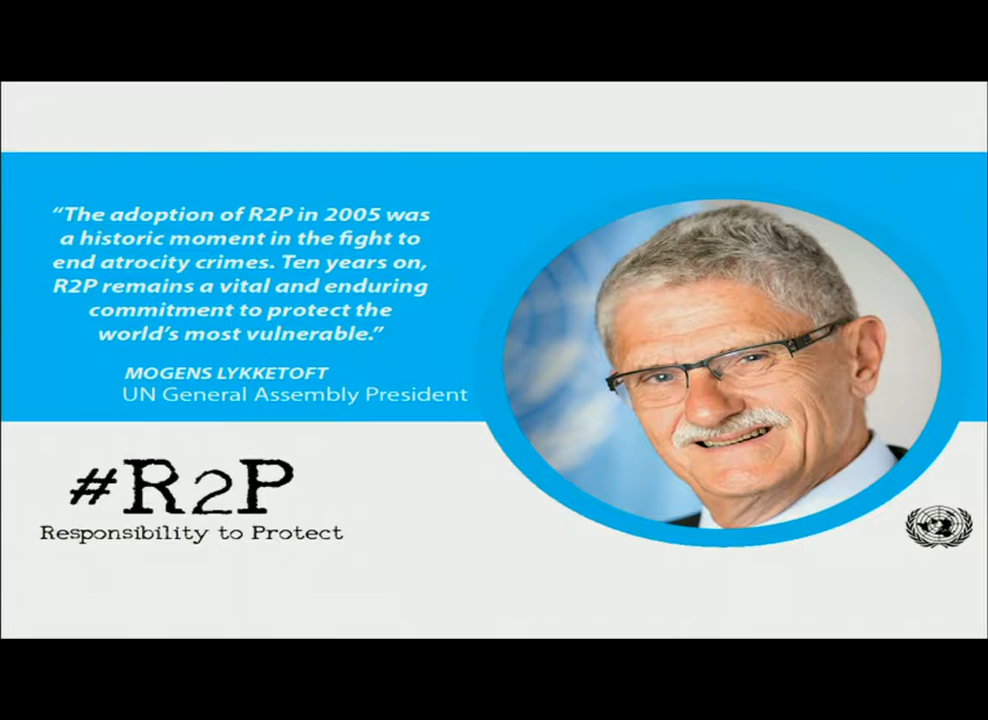 “The adoption of R2P in 2005 was
a historic moment in the fight to
end atrocity crimes. Ten years on,
R2P remains a vital and enduring
commitment to protect the
world’s most vulnerable.”
MOGENS LYKKETOFT
UN General Assembly President
#R2P
Responsibility to Protect